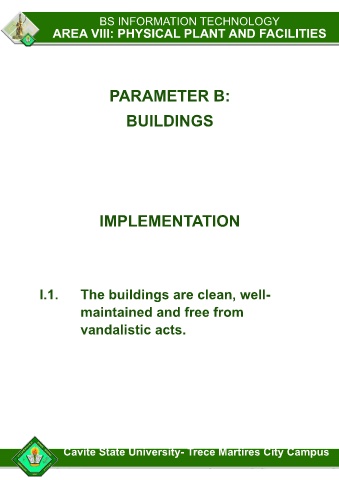 BS INFORMATION TECHNOLOGY
AREA VIII: PHYSICAL PLANT AND FACILITIES
PARAMETER B:
BUILDINGS
IMPLEMENTATION
I.1. The buildings are clean, well-
maintained and free from
vandalistic acts.
Cavite State University- Trece Martires City Campus